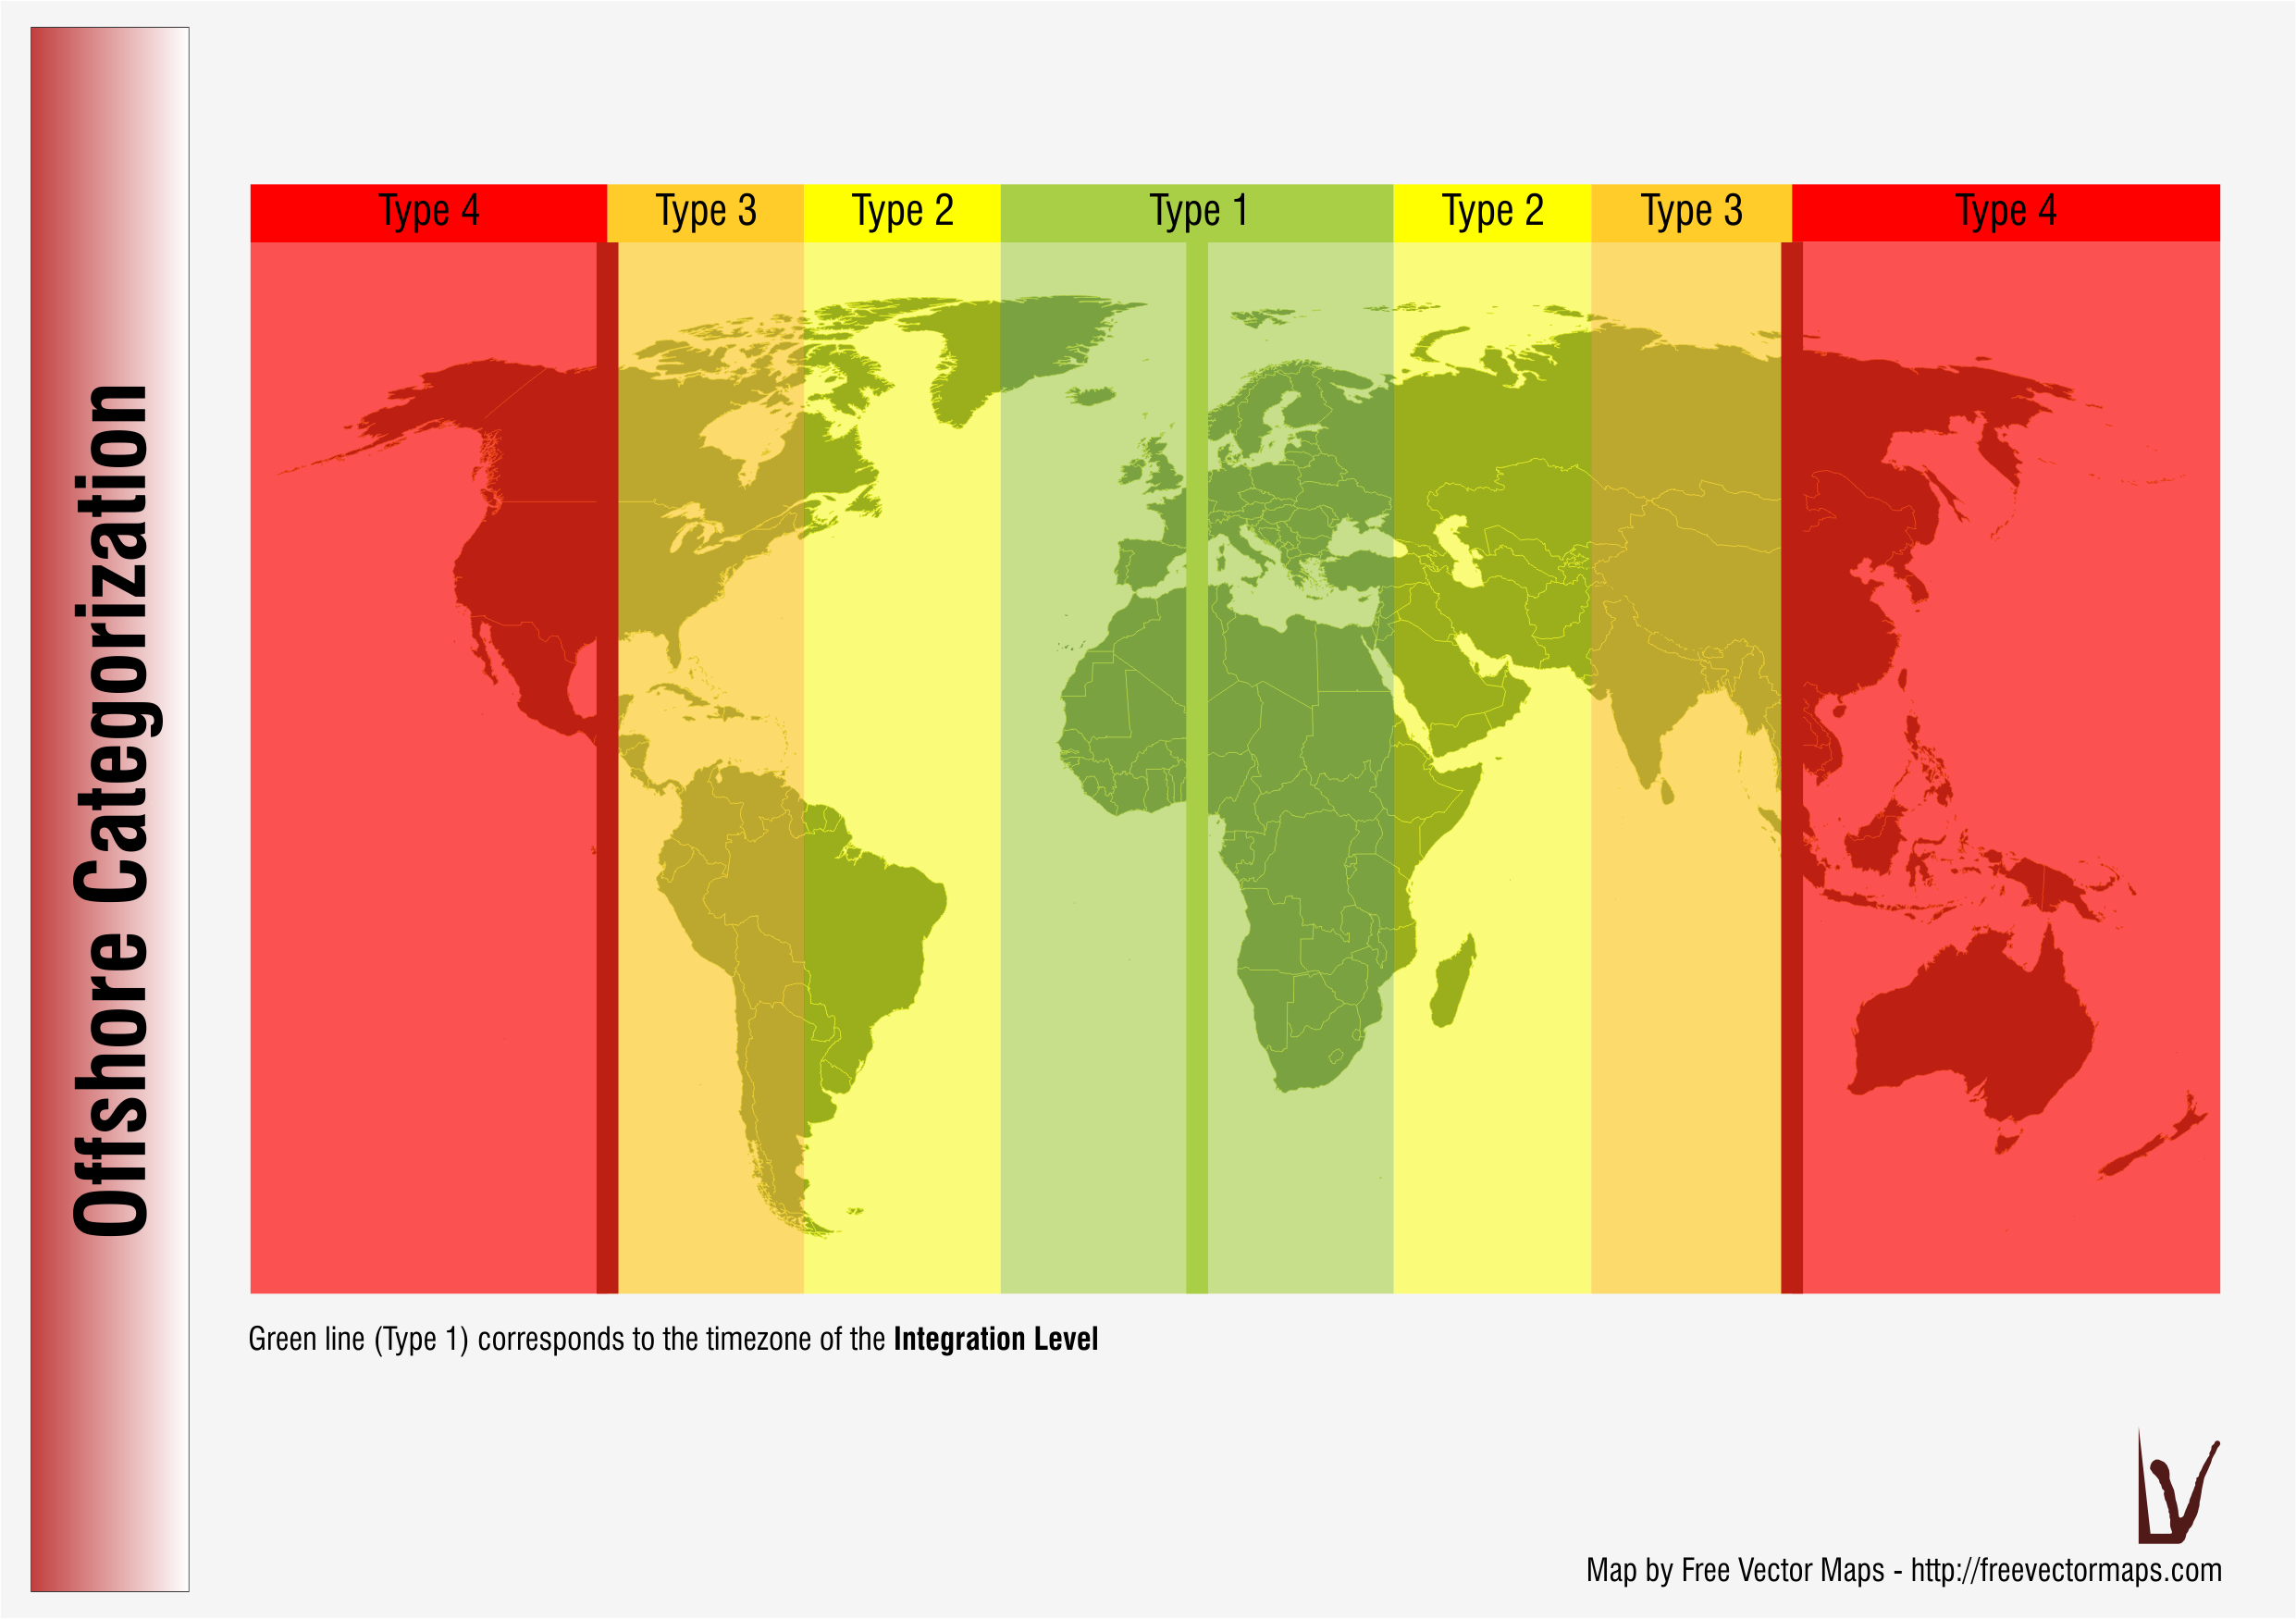 Offshore Categorization
Type 4 Type 3 Type 2 Type 1 Type 2 Type 3 Type 4
Green line (Type 1) corresponds to the timezone of the Integration Level
Map by Free Vector Maps - http://freevectormaps.com